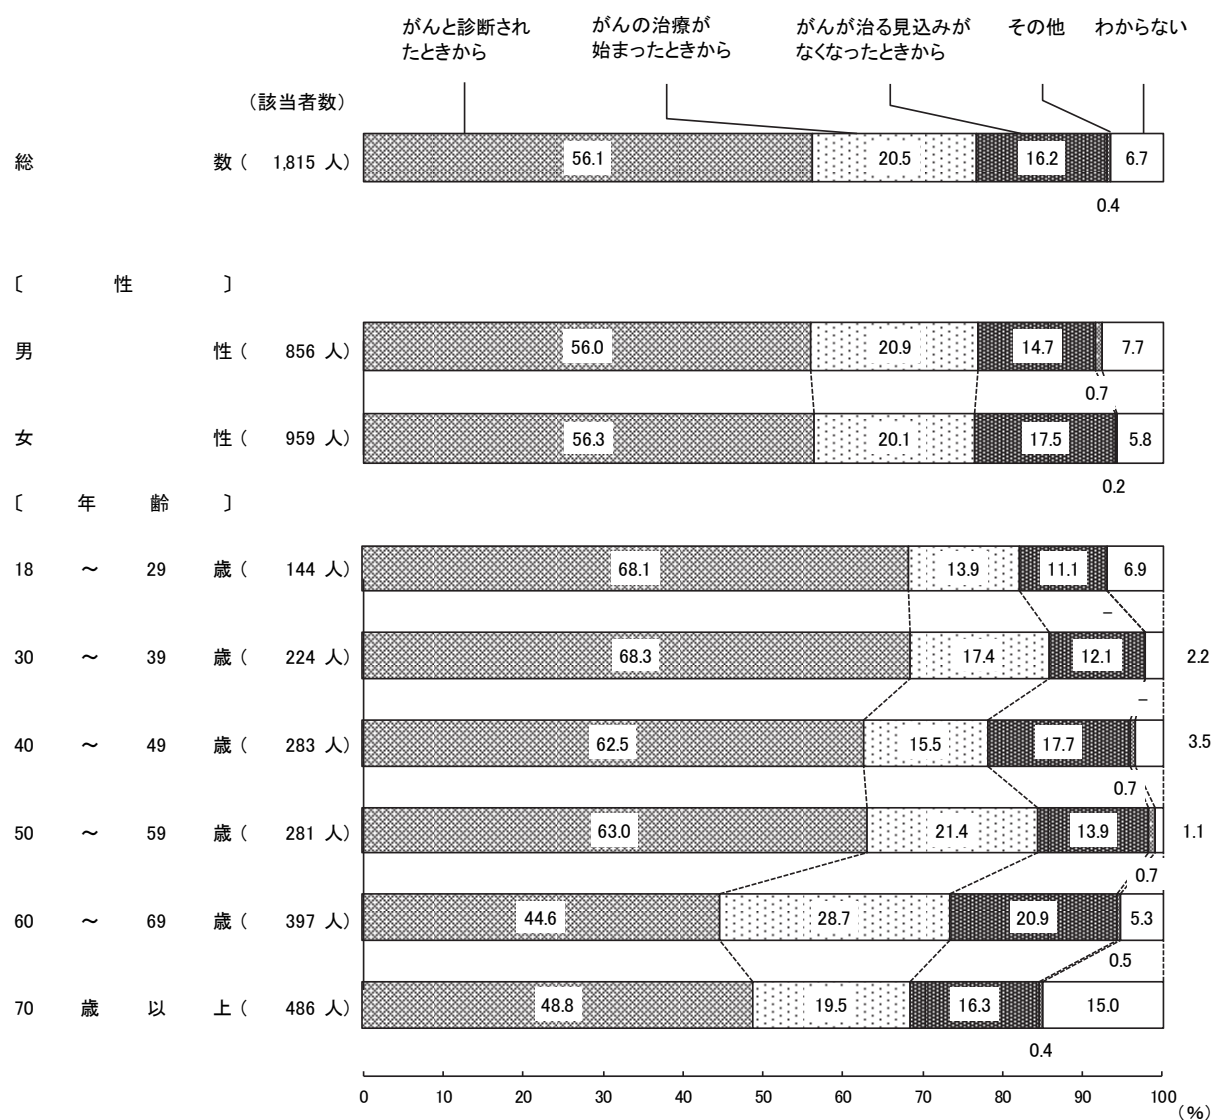 がんと診断され
たときから
がんの治療が
始まったときから
がんが治る見込みが
なくなったときから
その他
わからない
（該当者数）
総 数 ( 1,815 人) 56.1 20.5 16.2 6.7
0.4
〔 性 〕
男 性 ( 856 人) 56.0 20.9 14.7 7.7
0.7
女 性 ( 959 人) 56.3 20.1 17.5 5.8
0.2
〔 年 齢 〕
18 ～ 29 歳 ( 144 人) 68.1 13.9 11.1 6.9
－
30 ～ 39 歳 ( 224 人) 68.3 17.4 12.1 2.2
－
40 ～ 49 歳 ( 283 人) 62.5 15.5 17.7 3.5
0.7
50 ～ 59 歳 ( 281 人) 63.0 21.4 13.9 1.1
0.7
60 ～ 69 歳 ( 397 人) 44.6 28.7 20.9 5.3
0.5
70 歳 以 上 ( 486 人) 48.8 19.5 16.3 15.0
0.4
0 10 20 30 40 50 60 70 80 90 100
(%)